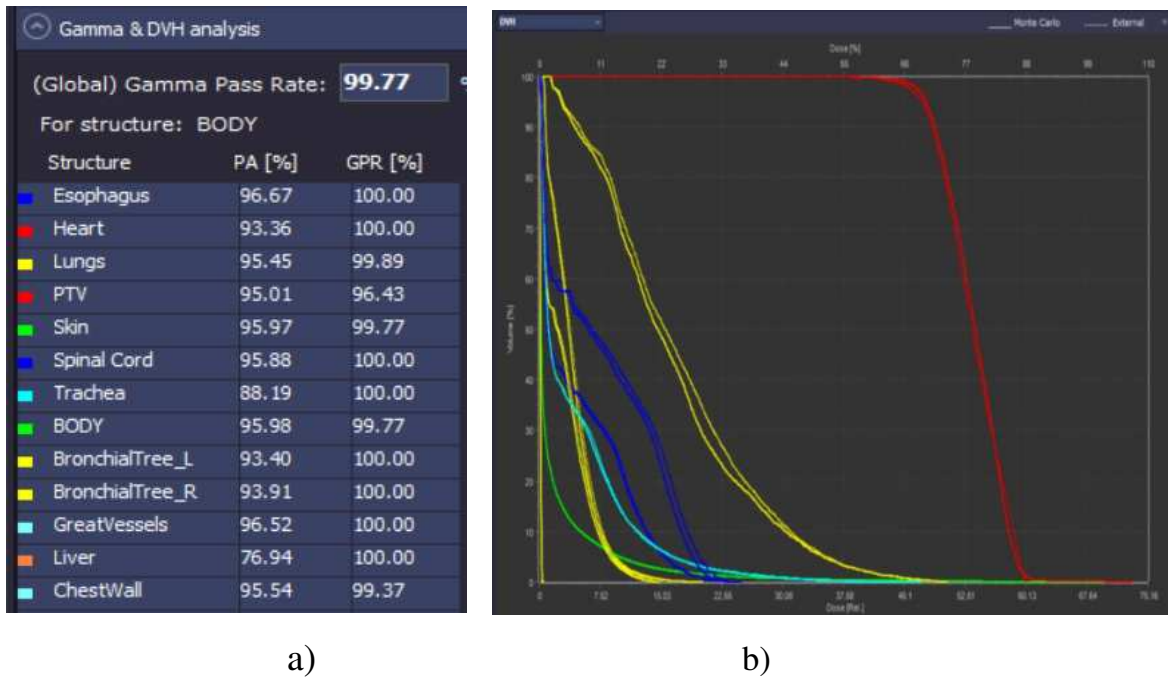 Gamma & DVH analysis
(Global) Gamma Pass Rate: 99.77 %
For structure: BODY
Structure PA [%] GPR [%]
Esophagus 96.67 100.00
Heart 93.36 100.00
Lungs 95.45 99.89
PTV 95.01 96.43
Skin 95.97 99.77
Spinal Cord 95.88 100.00
Trachea 88.19 100.00
BODY 95.98 99.77
BronchialTree_L 93.40 100.00
BronchialTree_R 93.91 100.00
GreatVessels 96.52 100.00
Liver 76.94 100.00
ChestWall 95.54 99.37
a)
DVH
Monte Carlo External
Dose [%]
0 11 22 33 44 55 66 77 88 99 110
100
90
80
70
60
50
40
30
20
10
0
Volume [%]
0 7.52 15.03 22.55 30.06 37.58 45.1 52.61 60.13 67.64 75.16
Dose [Rel.]
b)